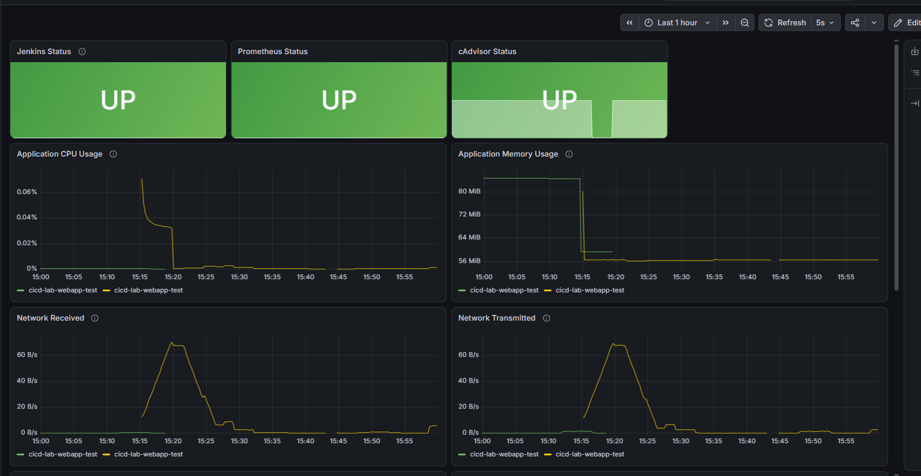 Last 1 hour
Refresh 5s
Edit
Jenkins Status
Prometheus Status
cAdvisor Status
UP
UP
UP
Application CPU Usage
0.06%
0.04%
0.02%
0%
15:00 15:05 15:10 15:15 15:20 15:25 15:30 15:35 15:40 15:45 15:50 15:55
cicd-lab-webapp-test cicd-lab-webapp-test
Application Memory Usage
80 MiB
72 MiB
64 MiB
56 MiB
15:00 15:05 15:10 15:15 15:20 15:25 15:30 15:35 15:40 15:45 15:50 15:55
cicd-lab-webapp-test cicd-lab-webapp-test
Network Received
60 B/s
40 B/s
20 B/s
0 B/s
15:00 15:05 15:10 15:15 15:20 15:25 15:30 15:35 15:40 15:45 15:50 15:55
cicd-lab-webapp-test cicd-lab-webapp-test
Network Transmitted
60 B/s
40 B/s
20 B/s
0 B/s
15:00 15:05 15:10 15:15 15:20 15:25 15:30 15:35 15:40 15:45 15:50 15:55
cicd-lab-webapp-test cicd-lab-webapp-test